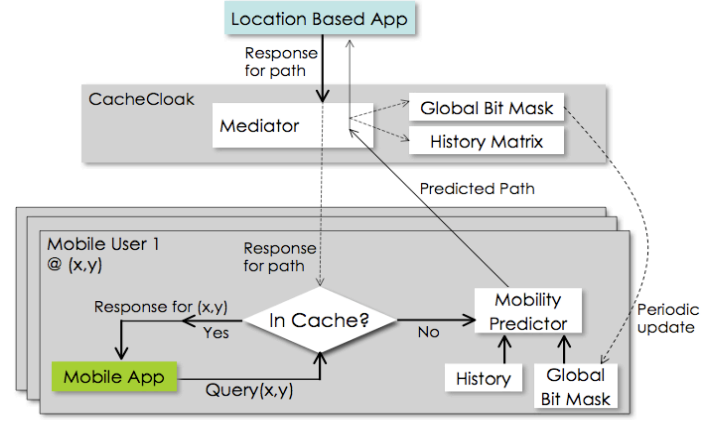 Location Based App
Response
for path
CacheCloak
Mediator
Global Bit Mask
History Matrix
Predicted Path
Mobile User 1
@ (x,y)
Response
for path
Response for (x,y)
Yes
In Cache?
No
Mobility
Predictor
Periodic
update
Mobile App
Query(x,y)
History
Global
Bit Mask